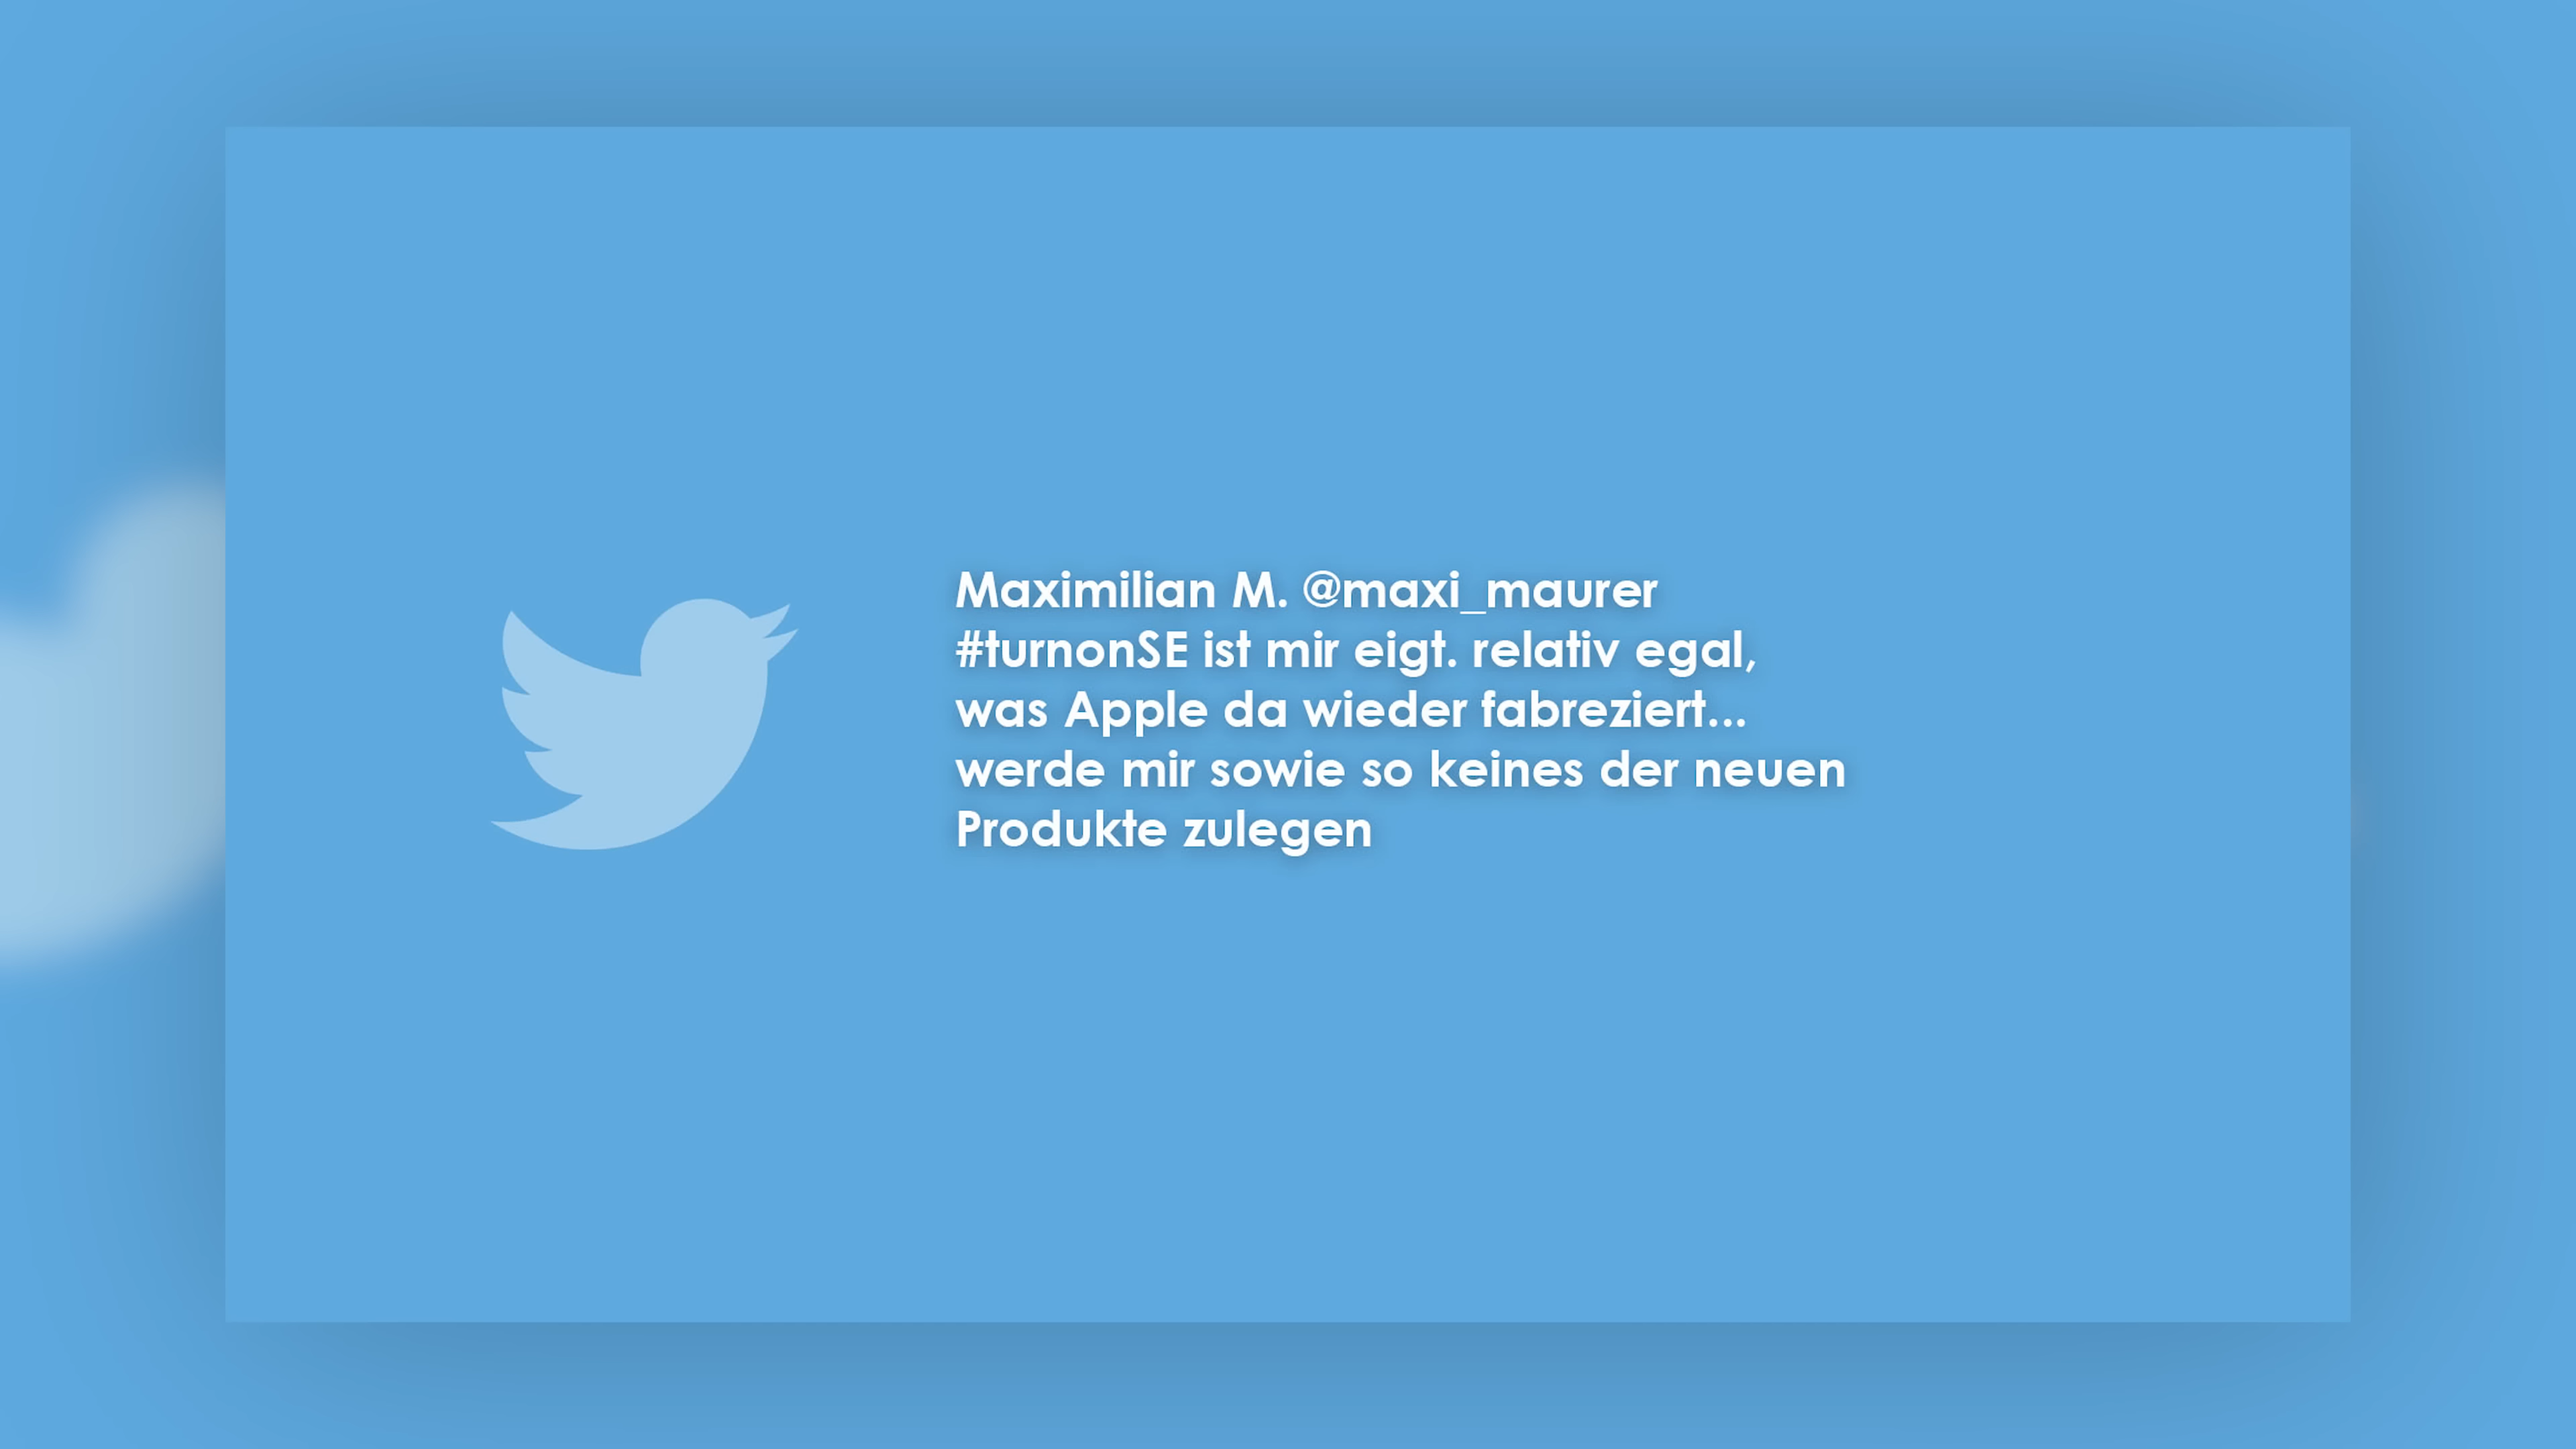 Maximilian M. @maxi_maurer
#turnonSE ist mir eigt. relativ egal,
was Apple da wieder fabreziert...
werde mir sowie so keines der neuen
Produkte zulegen